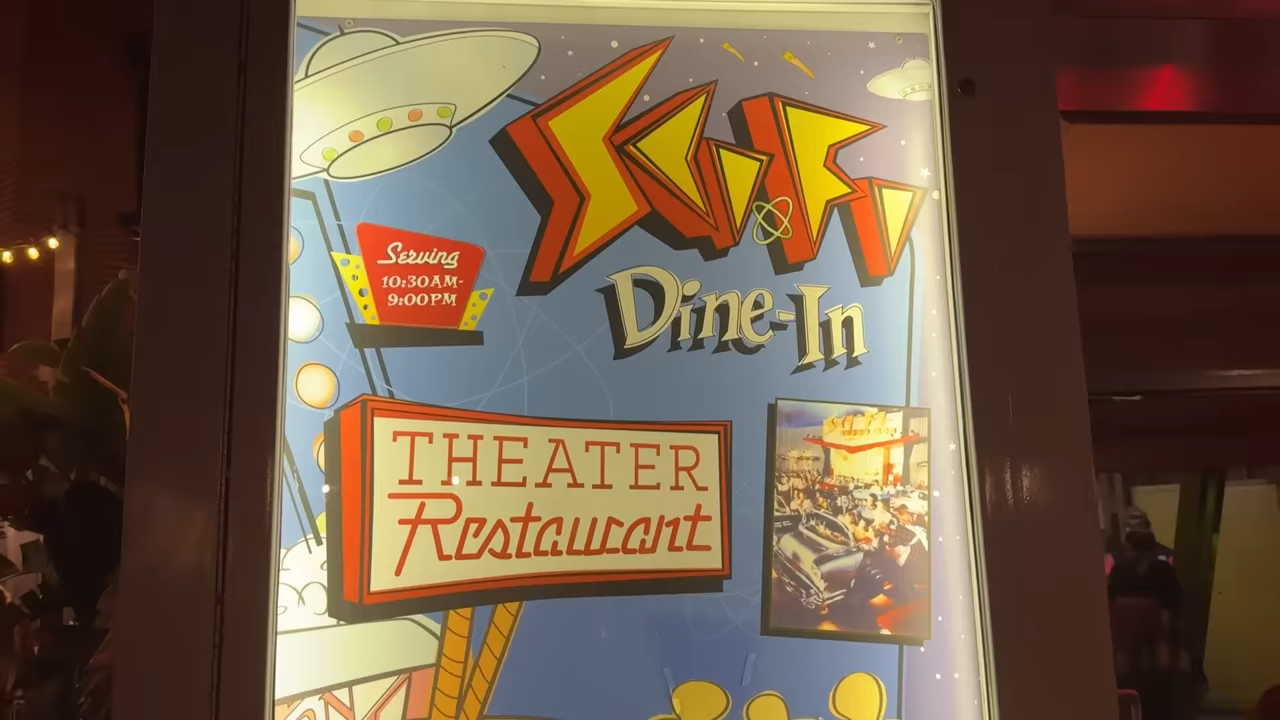 Sci-Fi
Dine-In
Serving
10:30AM-
9:00PM
THEATER
Restaurant